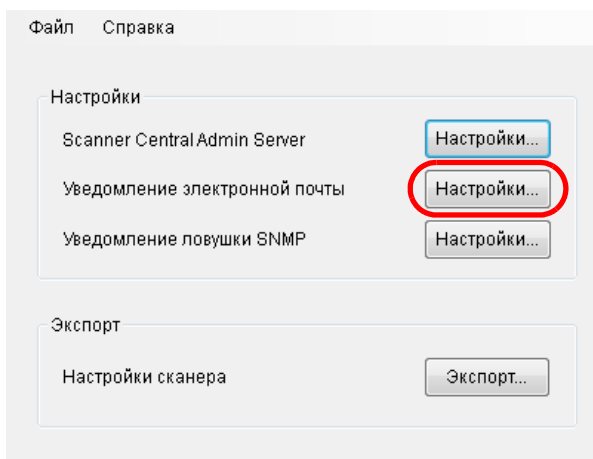 Файл Справка
Настройки
Scanner Central Admin Server Настройки...
Уведомление электронной почты Настройки...
Уведомление ловушки SNMP Настройки...
Экспорт
Настройки сканера Экспорт...